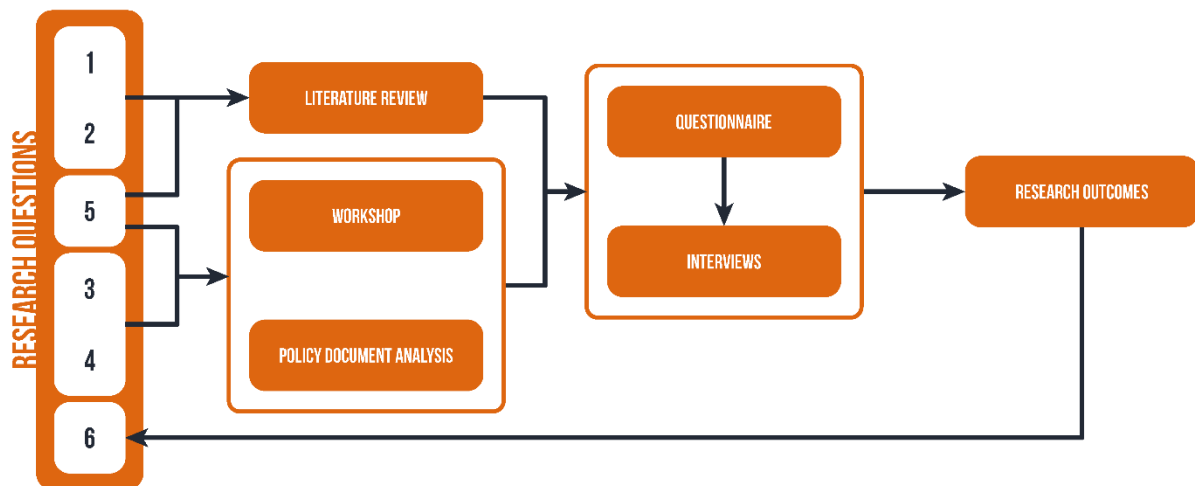 RESEARCH QUESTIONS
1
2
5
3
4
6
LITERATURE REVIEW
WORKSHOP
POLICY DOCUMENT ANALYSIS
QUESTIONNAIRE
INTERVIEWS
RESEARCH OUTCOMES